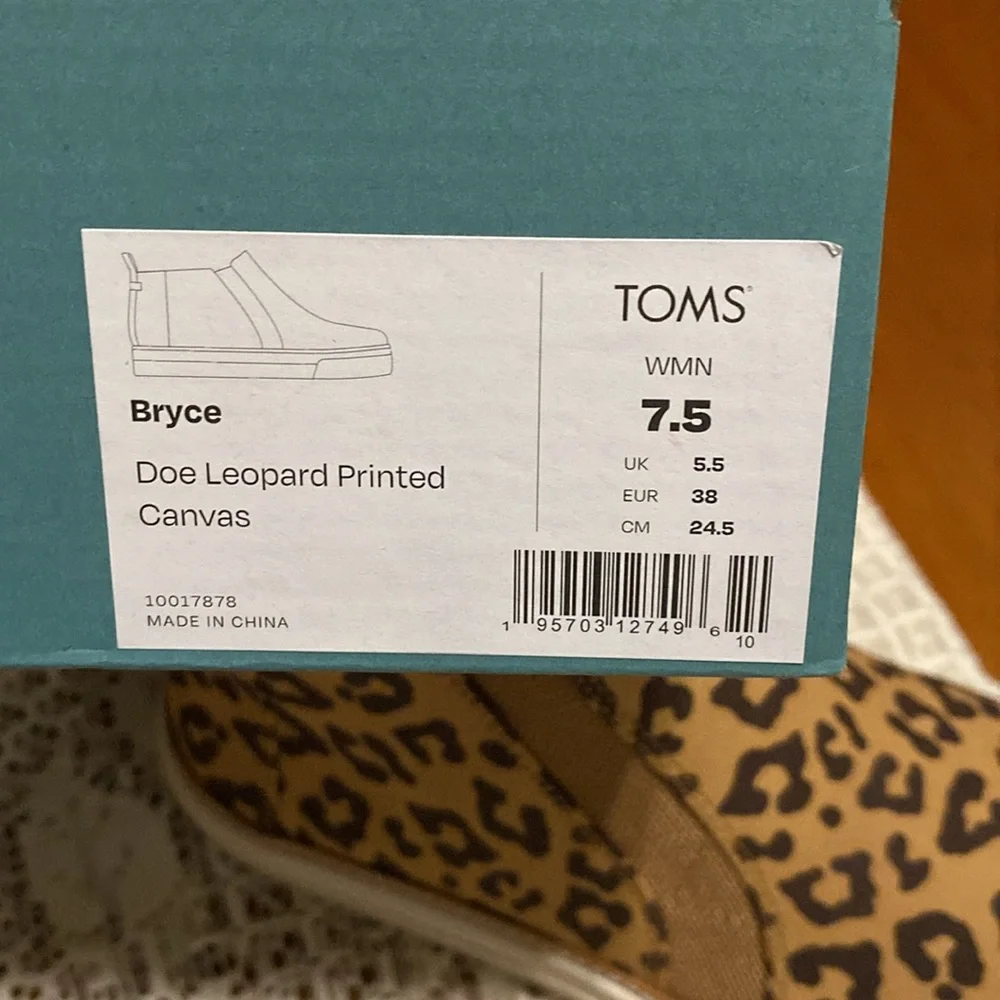 Bryce
Doe Leopard Printed
Canvas
10017878
MADE IN CHINA
TOMS®
WMN
7.5
UK 5.5
EUR 38
CM 24.5
1 95703 12749 6 10